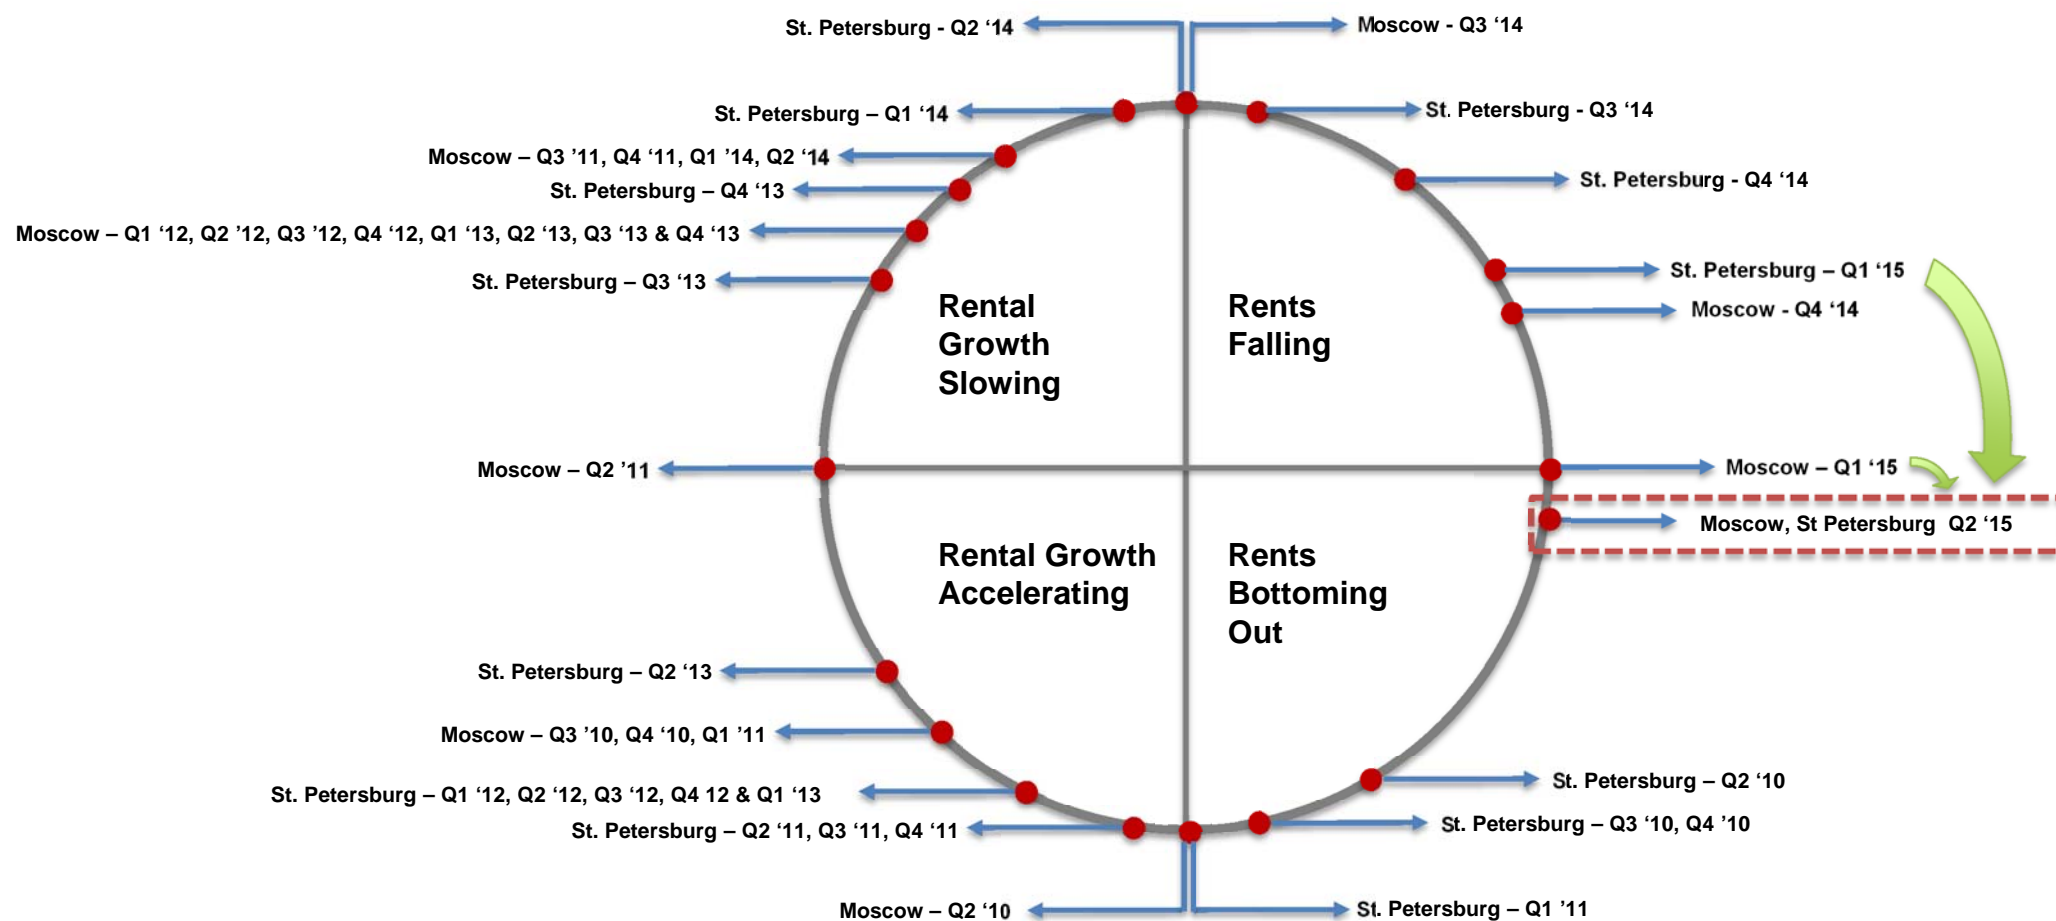 St. Petersburg - Q2 ‘14
Moscow - Q3 ‘14
St. Petersburg – Q1 ‘14
St. Petersburg - Q3 ‘14
Moscow – Q3 ’11, Q4 ‘11, Q1 ‘14, Q2 ‘14
St. Petersburg – Q4 ‘13
St. Petersburg - Q4 ‘14
Moscow – Q1 ‘12, Q2 ‘12, Q3 ‘12, Q4 ‘12, Q1 ‘13, Q2 ‘13, Q3 ‘13 & Q4 ‘13
St. Petersburg – Q3 ‘13
St. Petersburg – Q1 ‘15
Moscow - Q4 ‘14
Rental
Growth
Slowing
Rents
Falling
Moscow – Q2 ’11
Moscow – Q1 ‘15
Moscow, St Petersburg Q2 ‘15
Rental Growth
Accelerating
Rents
Bottoming
Out
St. Petersburg – Q2 ‘13
Moscow – Q3 ’10, Q4 ‘10, Q1 ’11
St. Petersburg – Q2 ’10
St. Petersburg – Q1 ‘12, Q2 ‘12, Q3 ‘12, Q4 12 & Q1 ‘13
St. Petersburg – Q3 ’10, Q4 ’10
St. Petersburg – Q2 ‘11, Q3 ‘11, Q4 ‘11
Moscow – Q2 ’10
St. Petersburg – Q1 ’11